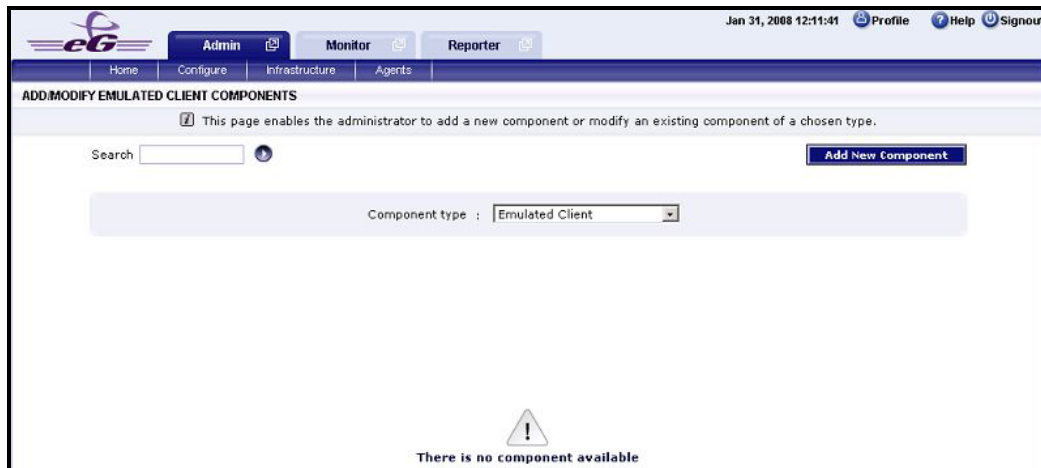 Jan 31, 2008 12:11:41 Profile Help Signout
eG
Admin Monitor Reporter
Home Configure Infrastructure Agents
ADD/MODIFY EMULATED CLIENT COMPONENTS
This page enables the administrator to add a new component or modify an existing component of a chosen type.
Search Add New Component
Component type : Emulated Client
There is no component available